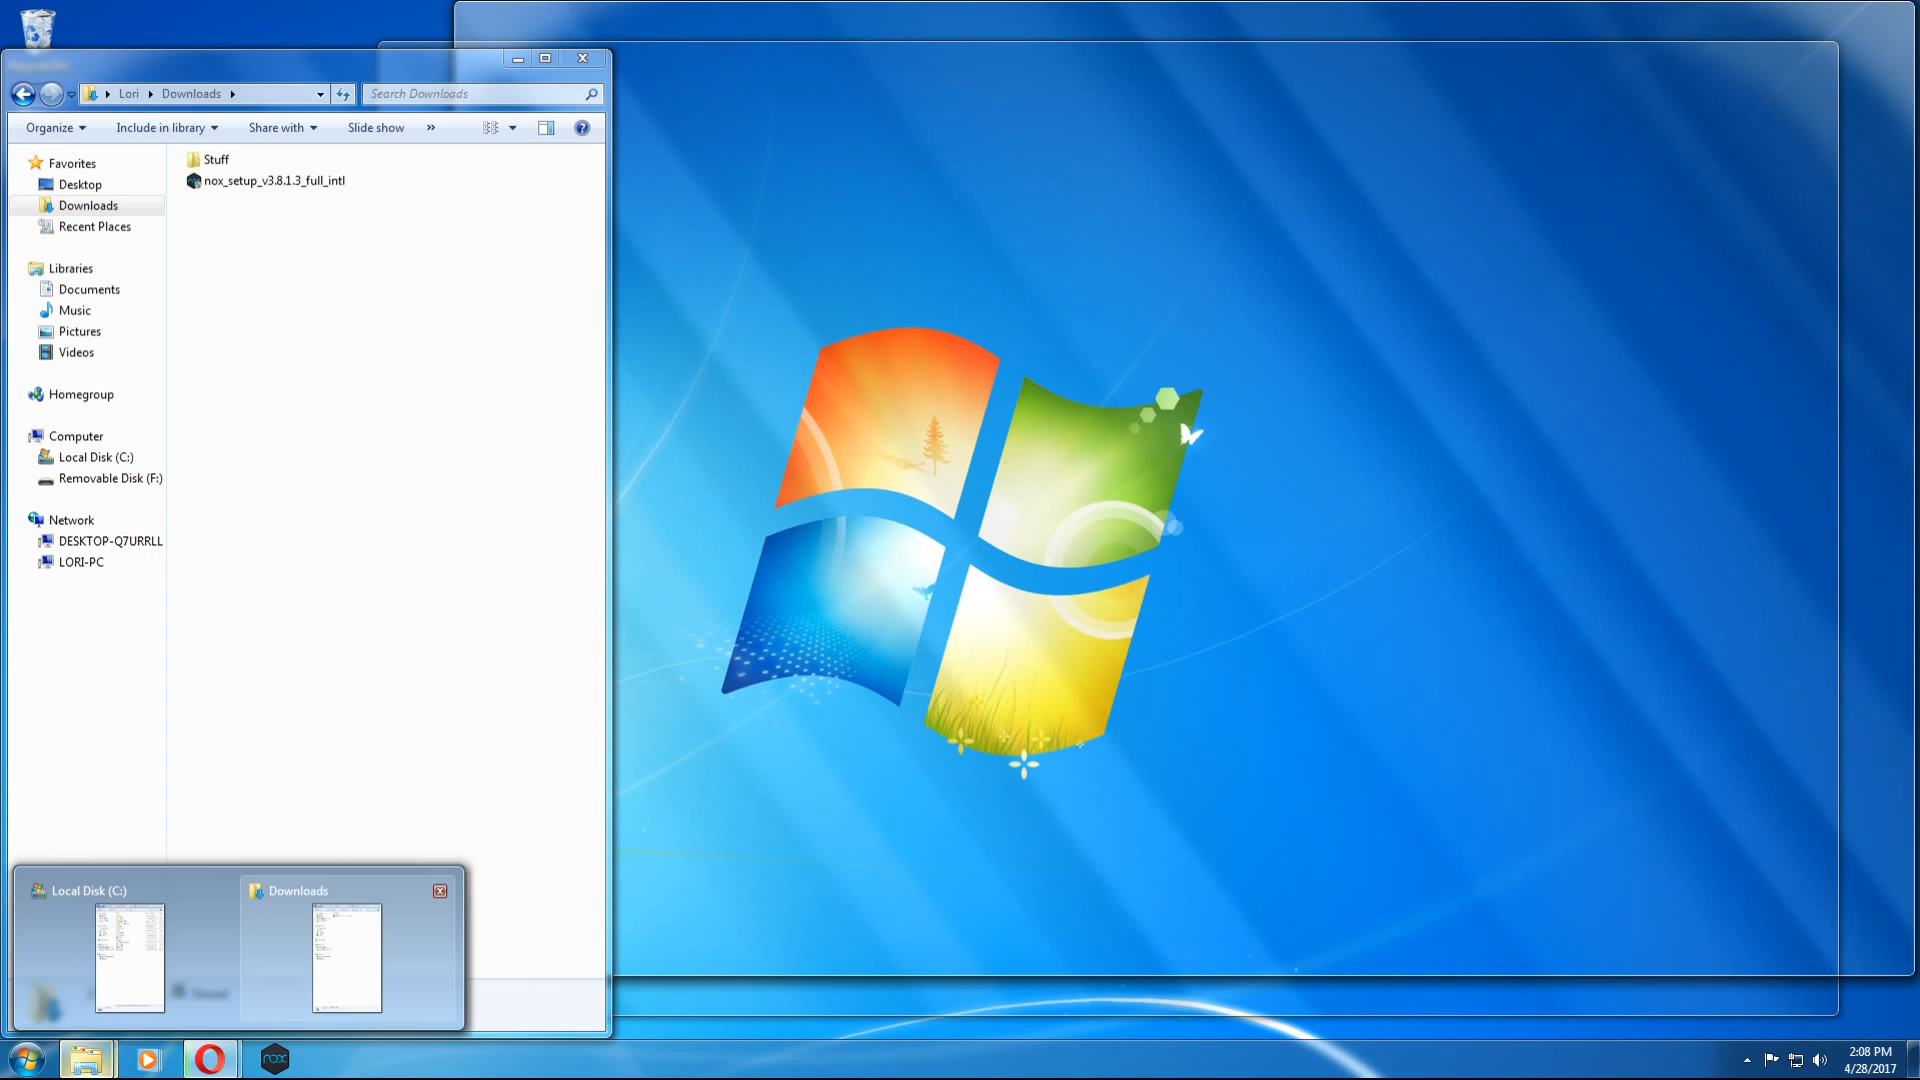 Lori Downloads
Search Downloads
Organize Include in library Share with Slide show »
Favorites
Desktop
Downloads
Recent Places
Libraries
Documents
Music
Pictures
Videos
Homegroup
Computer
Local Disk (C:)
Removable Disk (F:)
Network
DESKTOP-Q7URRLL
LORI-PC
Stuff
nox_setup_v3.8.1.3_full_intl
Local Disk (C:)
Downloads
nox
2:08 PM
4/28/2017